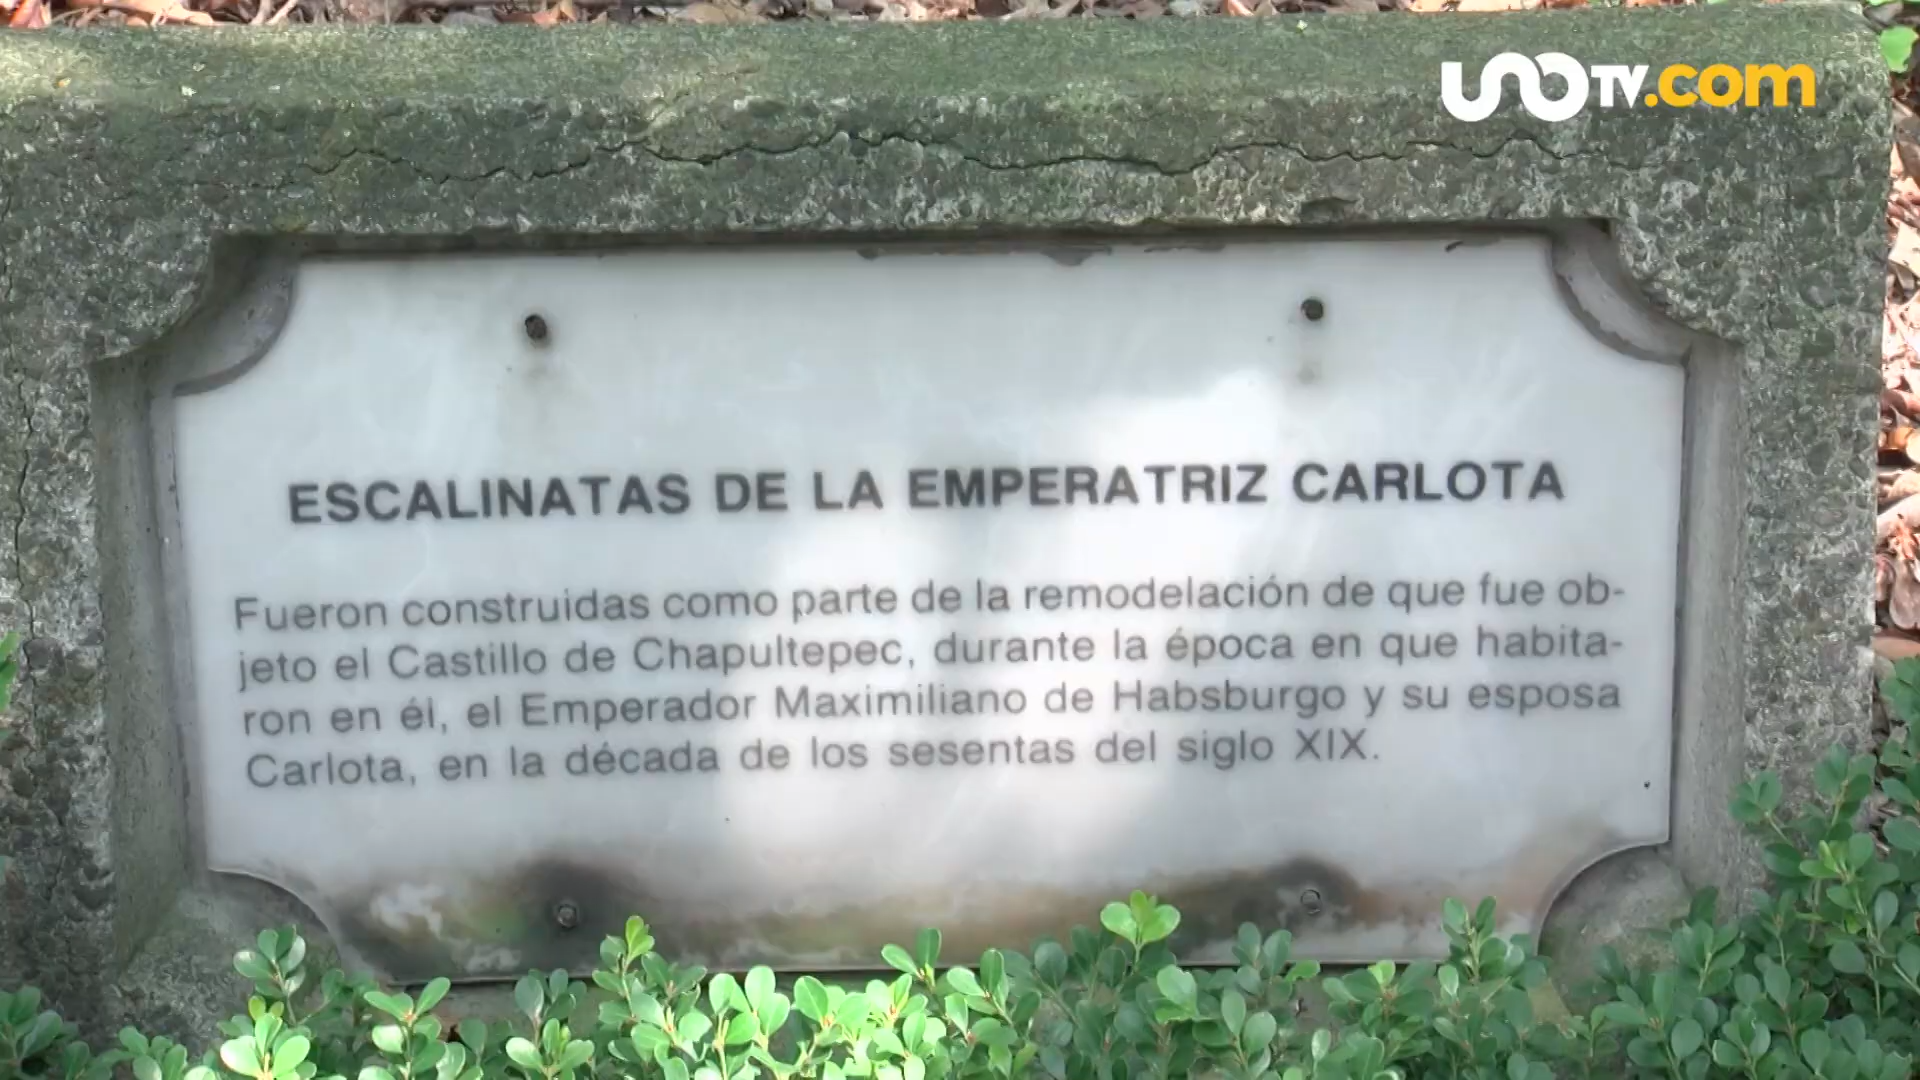 UNOTV.com
ESCALINATAS DE LA EMPERATRIZ CARLOTA
Fueron construidas como parte de la remodelación de que fue ob-
jeto el Castillo de Chapultepec, durante la época en que habita-
ron en él, el Emperador Maximiliano de Habsburgo y su esposa
Carlota, en la década de los sesentas del siglo XIX.